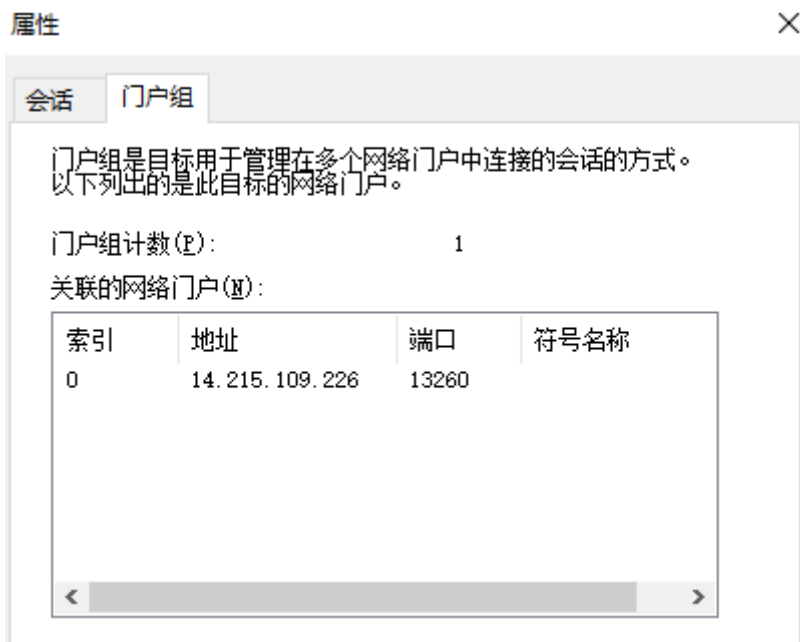 属性
会话 门户组
门户组是目标用于管理在多个网络门户中连接的会话的方式。
以下列出的是此目标的网络门户。
门户组计数(P): 1
关联的网络门户(N):
索引 地址 端口 符号名称
0 14.215.109.226 13260